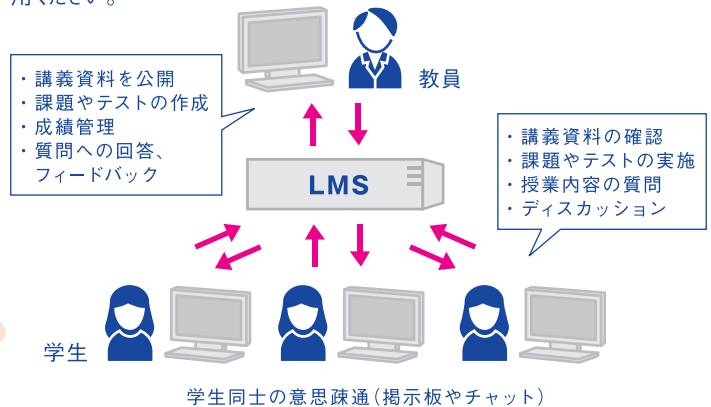 用ください。
教員
・講義資料を公開
・課題やテストの作成
・成績管理
・質問への回答、
フィードバック
・講義資料の確認
・課題やテストの実施
・授業内容の質問
・ディスカッション
LMS
学生
学生同士の意思疎通（掲示板やチャット）